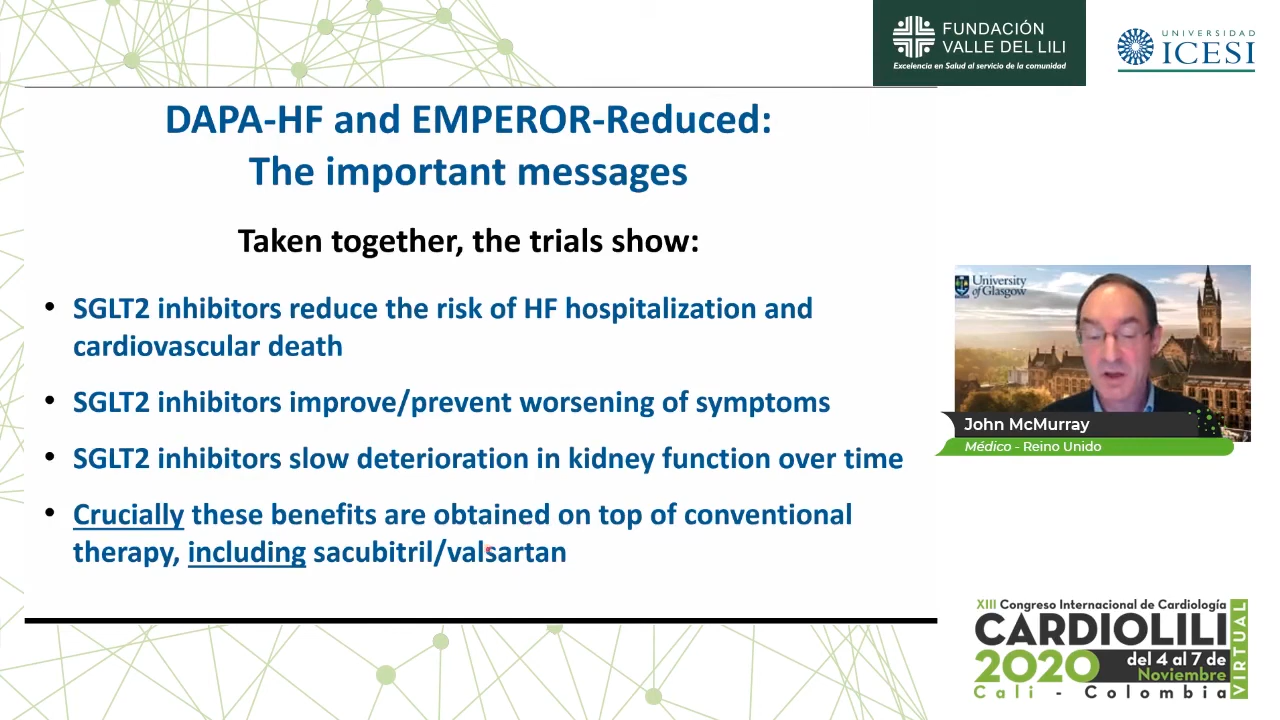 FUNDACIÓN
VALLE DEL LILI
Excelencia en Salud al servicio de la comunidad
UNIVERSIDAD
ICESI
DAPA-HF and EMPEROR-Reduced:
The important messages
Taken together, the trials show:
• SGLT2 inhibitors reduce the risk of HF hospitalization and
cardiovascular death
• SGLT2 inhibitors improve/prevent worsening of symptoms
• SGLT2 inhibitors slow deterioration in kidney function over time
• Crucially these benefits are obtained on top of conventional
therapy, including sacubitril/valsartan
University
of Glasgow
John McMurray
Médico - Reino Unido
XIII Congreso Internacional de Cardiología
CARDIOLILI
2020
del 4 al 7 de
Noviembre
Cali - Colombia
VIRTUAL